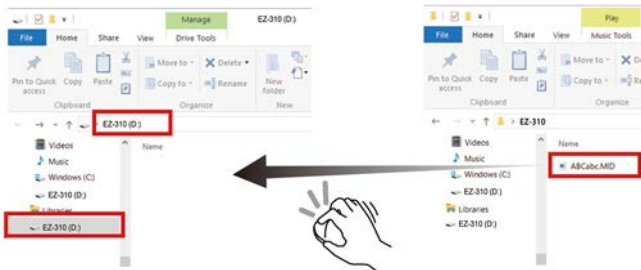 Manage
EZ-310 (D:)
File
Home
Share
View
Drive Tools
Pin to Quick access
Copy
Paste
Move to
Copy to
Delete
Rename
New folder
Clipboard
Organize
New
EZ-310 (D:)
Videos
Music
Windows (C)
EZ-310 (D:)
Libraries
EZ-310 (D:)
Name
Play
File
Home
Share
View
Music Tools
Pin to Quick access
Copy
Paste
Move to
Copy to
Clipboard
Organize
EZ-310
Videos
Music
Windows (C)
EZ-310 (D:)
Libraries
EZ-310 (D:)
Name
ABCabc.MID